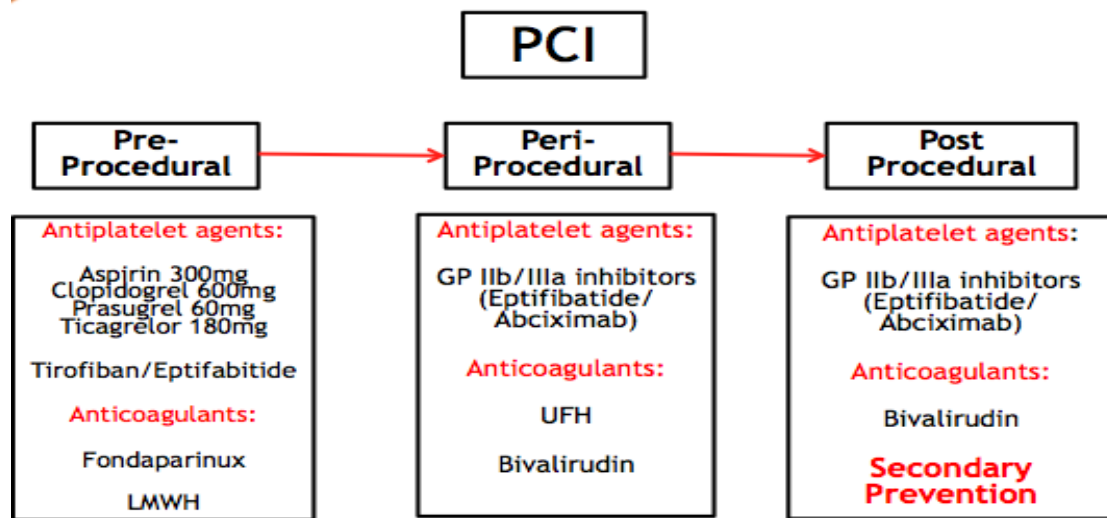 PCI
Pre-
Procedural
Peri-
Procedural
Post
Procedural
Antiplatelet agents:
Aspirin 300mg
Clopidogrel 600mg
Prasugrel 60mg
Ticagrelor 180mg
Tirofiban/Eptifabitide
Anticoagulants:
Fondaparinux
LMWH
Antiplatelet agents:
GP IIb/IIIa inhibitors
(Eptifibatide/
Abciximab)
Anticoagulants:
UFH
Bivalirudin
Antiplatelet agents:
GP IIb/IIIa inhibitors
(Eptifibatide/
Abciximab)
Anticoagulants:
Bivalirudin
Secondary
Prevention